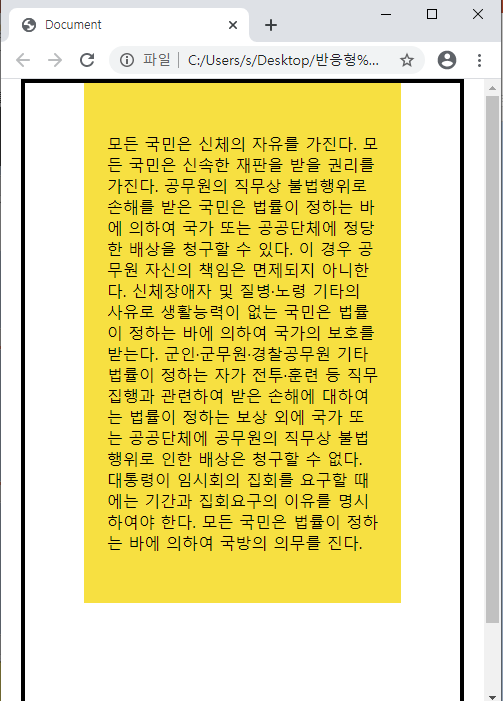 Document
파일
C:/Users/s/Desktop/반응형%...
모든 국민은 신체의 자유를 가진다. 모
든 국민은 신속한 재판을 받을 권리를
가진다. 공무원의 직무상 불법행위로
손해를 받은 국민은 법률이 정하는 바
에 의하여 국가 또는 공공단체에 정당
한 배상을 청구할 수 있다. 이 경우 공
무원 자신의 책임은 면제되지 아니한
다. 신체장애자 및 질병·노령 기타의
사유로 생활능력이 없는 국민은 법률
이 정하는 바에 의하여 국가의 보호를
받는다. 군인·군무원·경찰공무원 기타
법률이 정하는 자가 전투·훈련 등 직무
집행과 관련하여 받은 손해에 대하여
는 법률이 정하는 보상 외에 국가 또
는 공공단체에 공무원의 직무상 불법
행위로 인한 배상은 청구할 수 없다.
대통령이 임시회의 집회를 요구할 때
에는 기간과 집회요구의 이유를 명시
하여야 한다. 모든 국민은 법률이 정하
는 바에 의하여 국방의 의무를 진다.